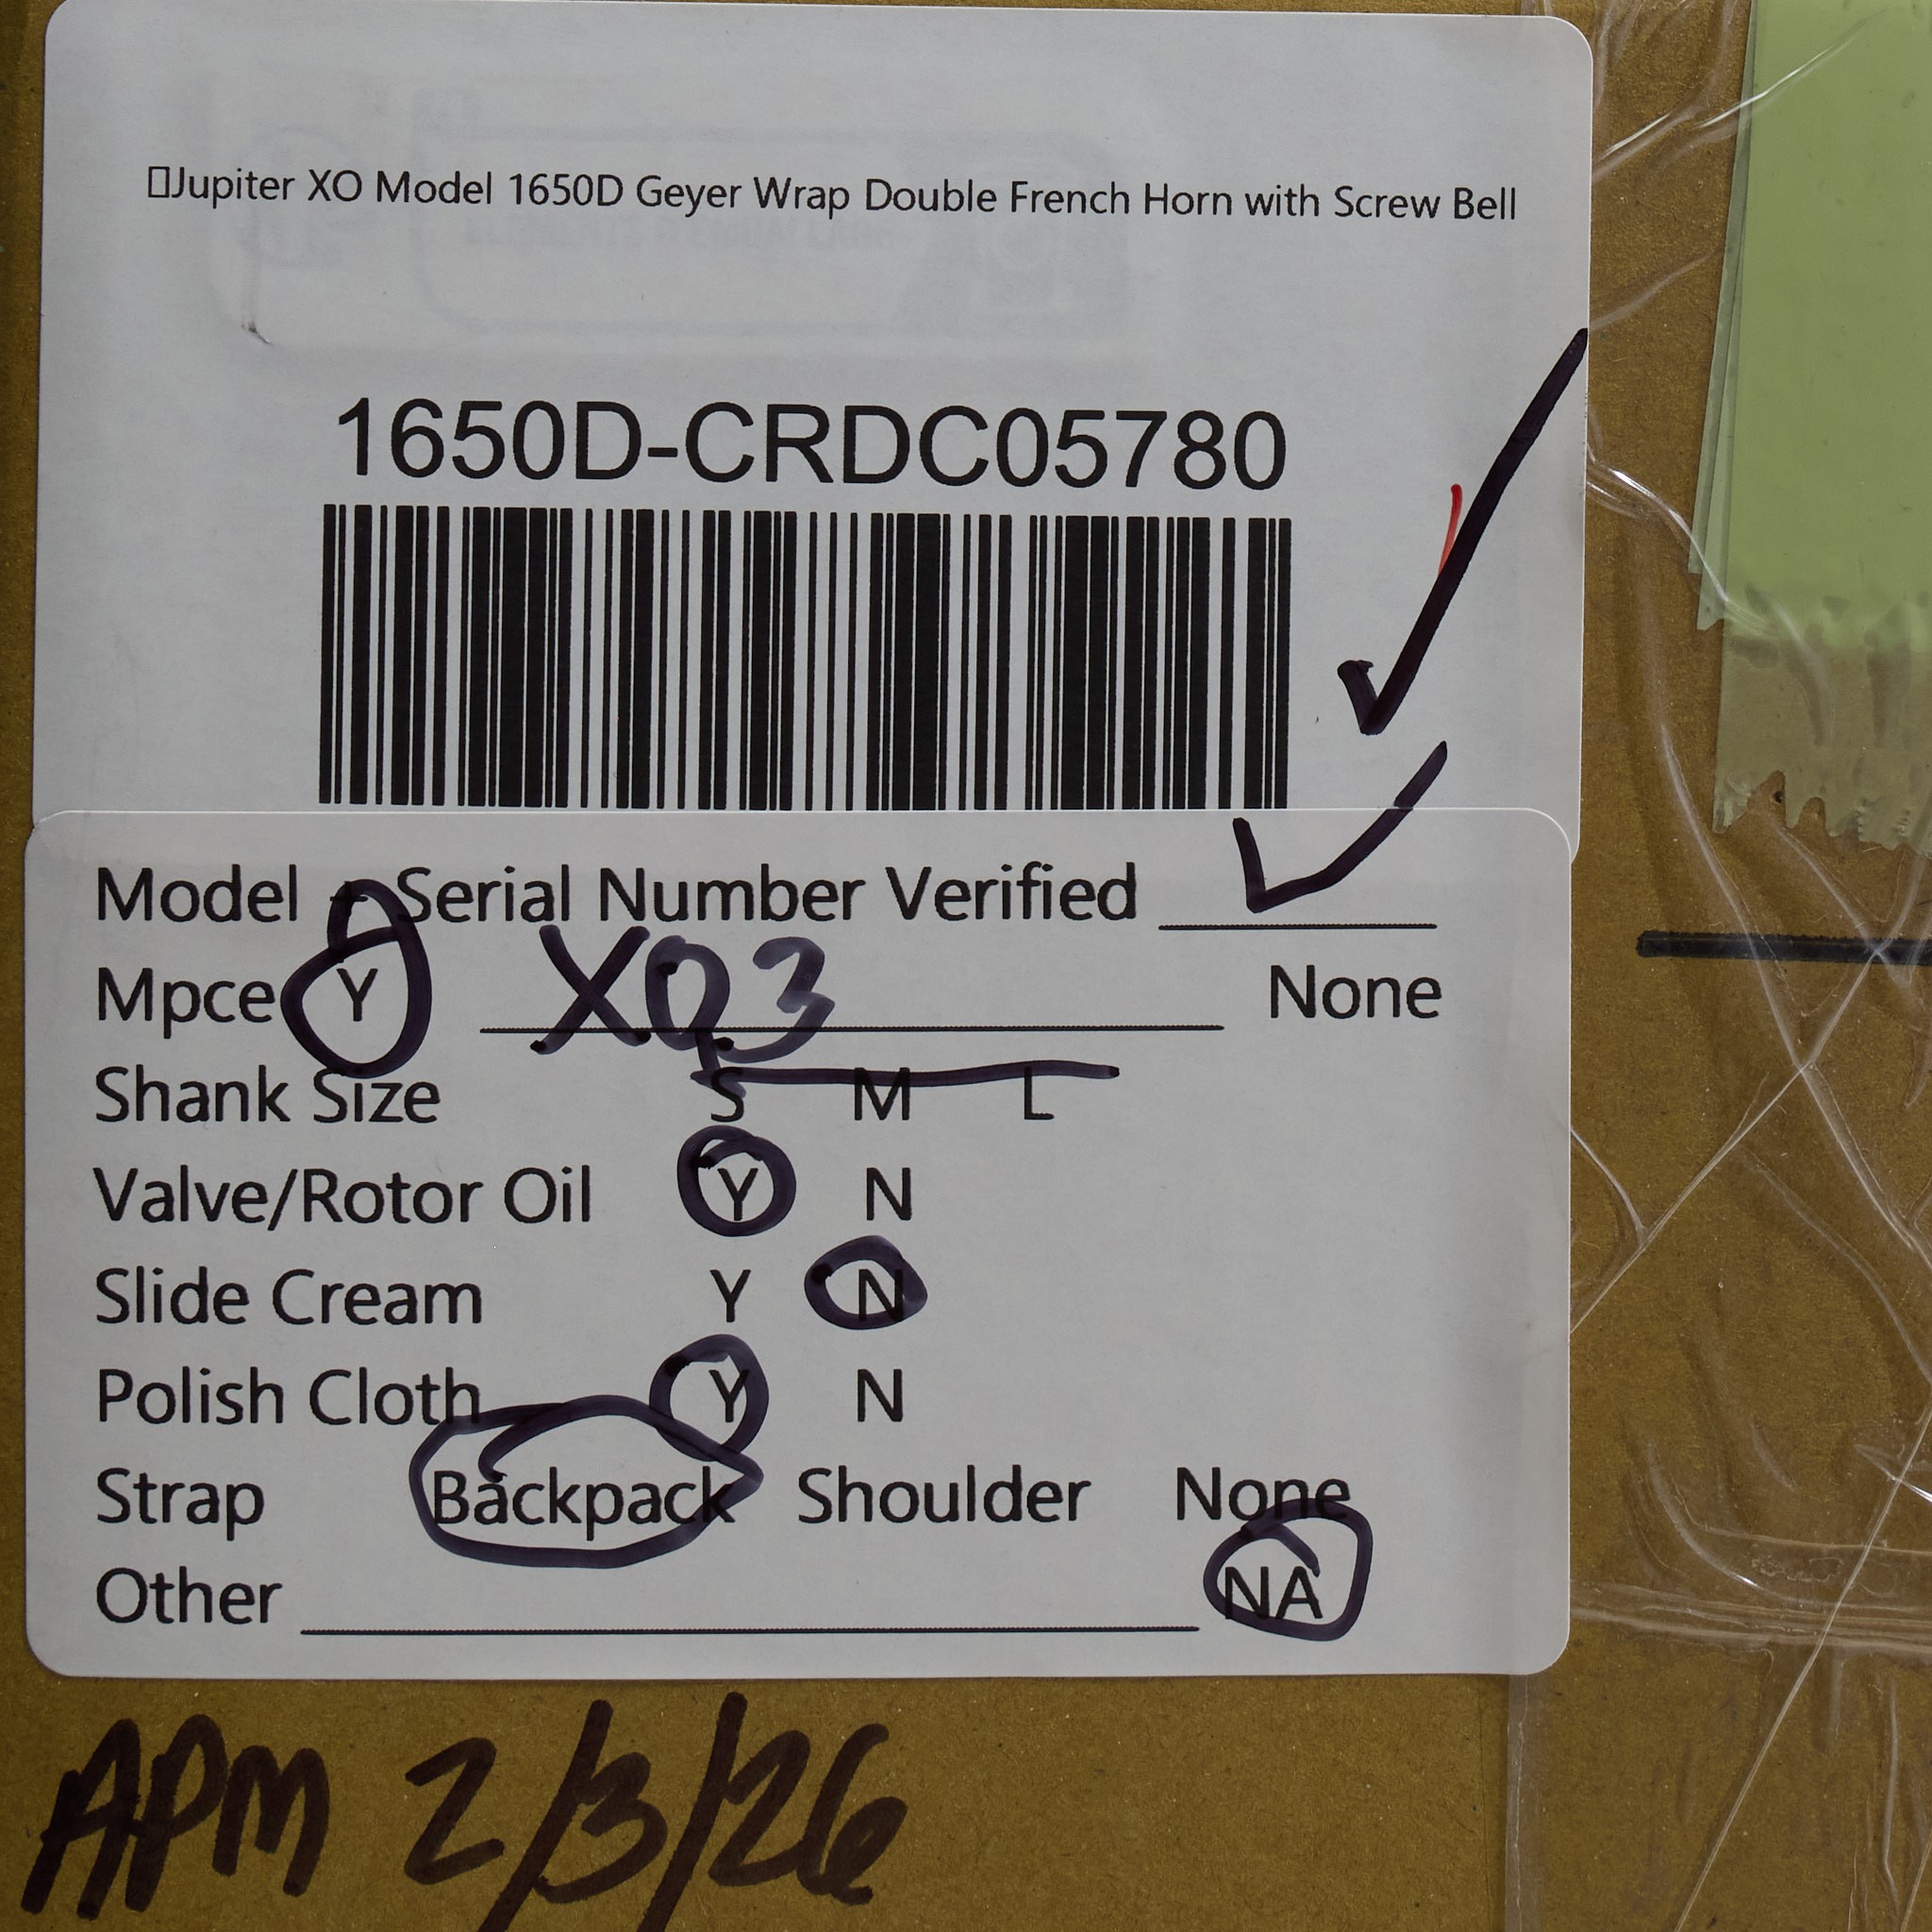 Jupiter XO Model 1650D Geyer Wrap Double French Horn with Screw Bell
1650D-CRDC05780
Model + Serial Number Verified
Mpce Y XO3 None
Shank Size S M L
Valve/Rotor Oil Y N
Slide Cream Y N
Polish Cloth Y N
Strap Backpack Shoulder None
Other NA
APM 2/3/26